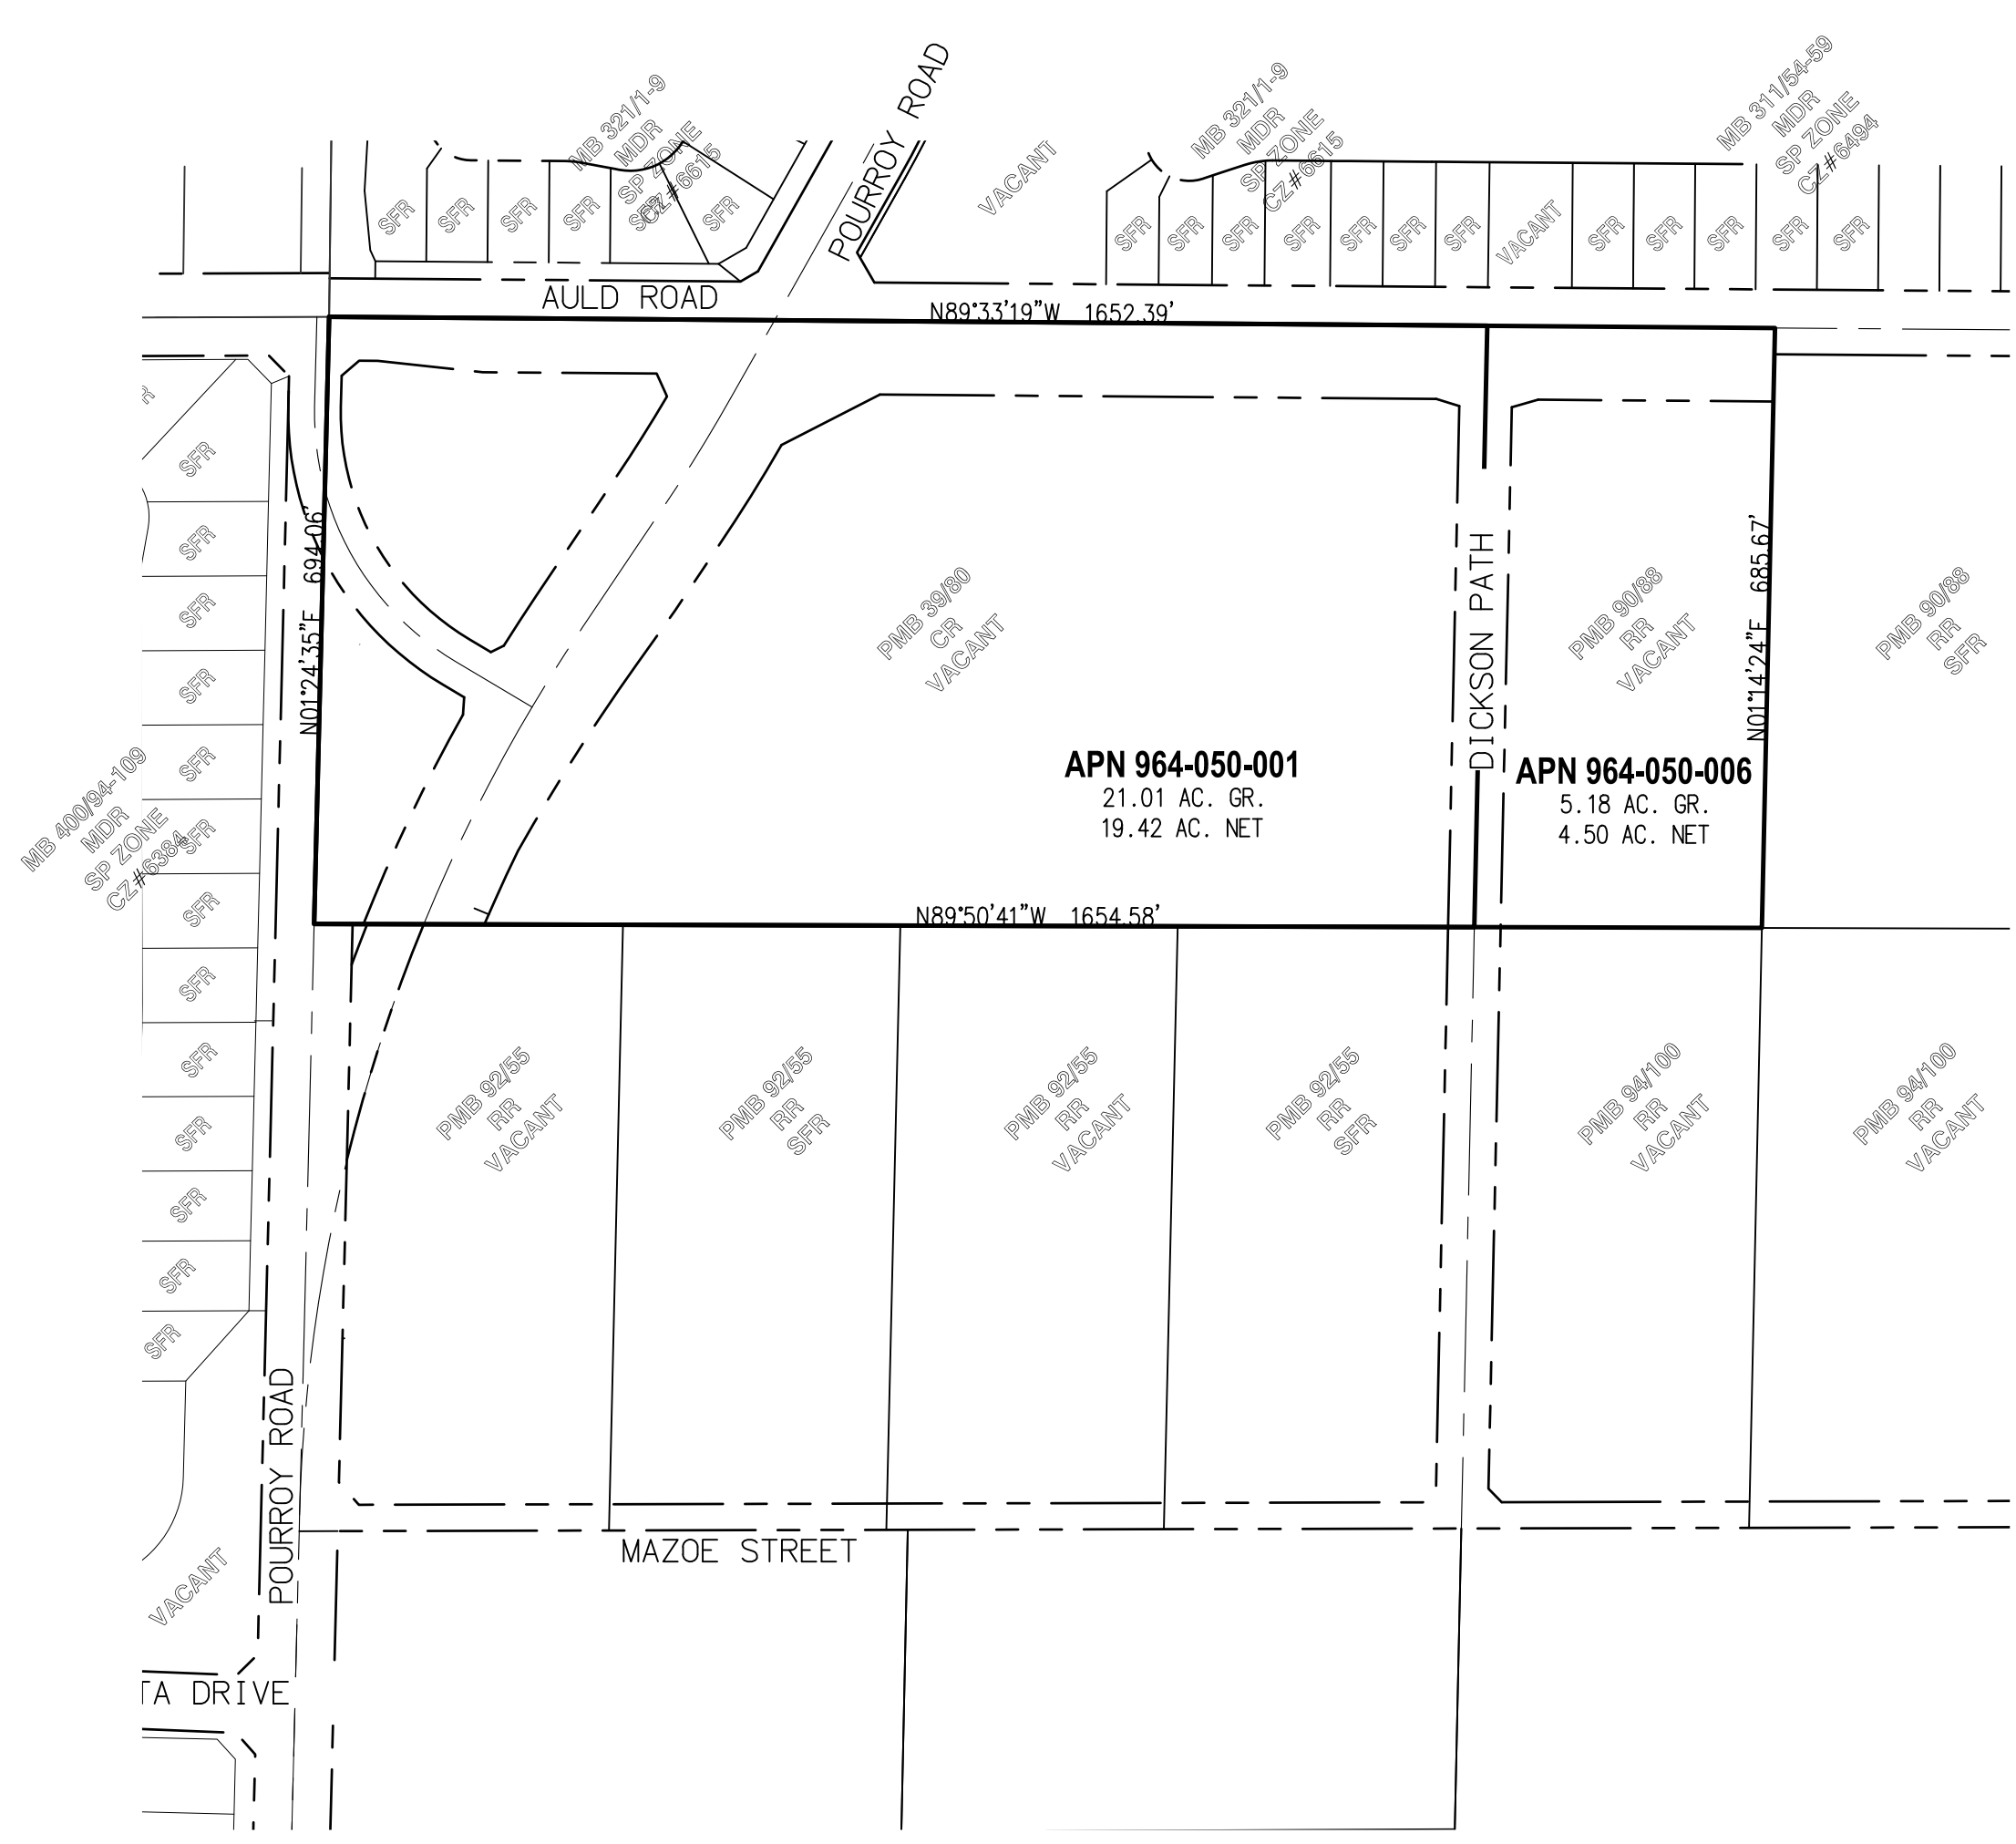 POURROY ROAD
MB 321/1-9
MDR
SP ZONE
CZ#6615
MB 321/1-9
MDR
SP ZONE
CZ#6615
MB 311/54-59
MDR
SP ZONE
CZ#6494
POURROY ROAD
VACANT
SFR
SFR
SFR
SFR
SFR
SFR
SFR
SFR
SFR
SFR
SFR
SFR
SFR
VACANT
SFR
SFR
SFR
SFR
SFR
AULD ROAD
N89°33'19"W 1652.39'
R
SFR
SFR
SFR
SFR
SFR
SFR
SFR
SFR
SFR
SFR
SFR
SFR
SFR
MB 400/94-109
MDR
SP ZONE
CZ#6384
N01°24'35"E 694.06'
PMB 39/80
CR
VACANT
DICKSON PATH
PMB 90/88
RR
VACANT
N01°14'24"E 685.67'
PMB 90/88
RR
SFR
APN 964-050-001
21.01 AC. GR.
19.42 AC. NET
APN 964-050-006
5.18 AC. GR.
4.50 AC. NET
N89°50'41"W 1654.58'
PMB 92/55
RR
VACANT
PMB 92/55
RR
SFR
PMB 92/55
RR
VACANT
PMB 92/55
RR
SFR
PMB 94/100
RR
VACANT
PMB 94/100
RR
VACANT
POURROY ROAD
MAZOE STREET
VACANT
TA DRIVE